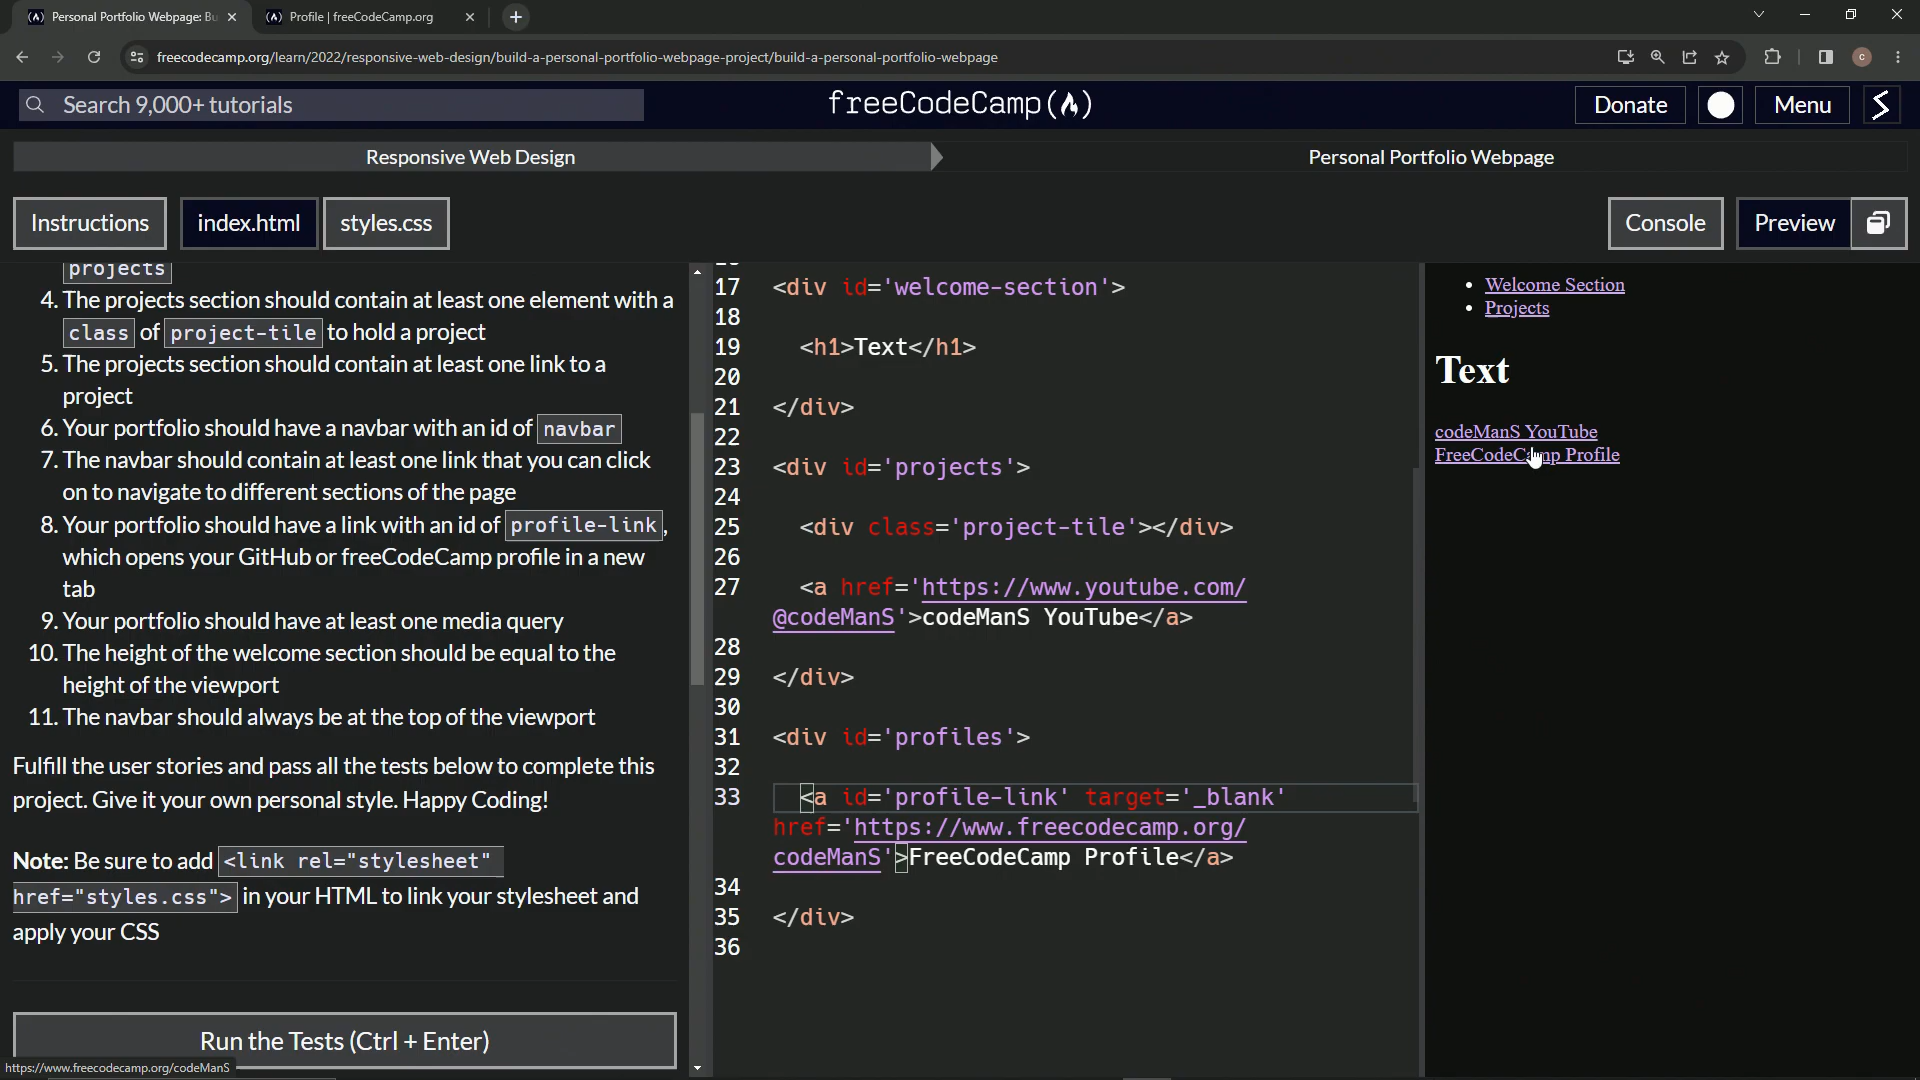 Personal Portfolio Webpage: Bu
Profile | freeCodeCamp.org
freecodecamp.org/learn/2022/responsive-web-design/build-a-personal-portfolio-webpage-project/build-a-personal-portfolio-webpage
c
Search 9,000+ tutorials
freeCodeCamp
Donate
Menu
Responsive Web Design
Personal Portfolio Webpage
Instructions
index.html
styles.css
Console
Preview
projects
4. The projects section should contain at least one element with a
class of project-tile to hold a project
5. The projects section should contain at least one link to a
project
6. Your portfolio should have a navbar with an id of navbar
7. The navbar should contain at least one link that you can click
on to navigate to different sections of the page
8. Your portfolio should have a link with an id of profile-link,
which opens your GitHub or freeCodeCamp profile in a new
tab
9. Your portfolio should have at least one media query
10. The height of the welcome section should be equal to the
height of the viewport
11. The navbar should always be at the top of the viewport
Fulfill the user stories and pass all the tests below to complete this
project. Give it your own personal style. Happy Coding!
Note: Be sure to add <link rel="stylesheet"
href="styles.css"> in your HTML to link your stylesheet and
apply your CSS
Run the Tests (Ctrl + Enter)
https://www.freecodecamp.org/codeManS
17 <div id='welcome-section'>
18
19 <h1>Text</h1>
20
21 </div>
22
23 <div id='projects'>
24
25 <div class='project-tile'></div>
26
27 <a href='https://www.youtube.com/
@codeManS'>codeManS YouTube</a>
28
29 </div>
30
31 <div id='profiles'>
32
33 <a id='profile-link' target='_blank'
href='https://www.freecodecamp.org/
codeManS'>FreeCodeCamp Profile</a>
34
35 </div>
36
Welcome Section
Projects
Text
codeManS YouTube
FreeCodeCamp Profile